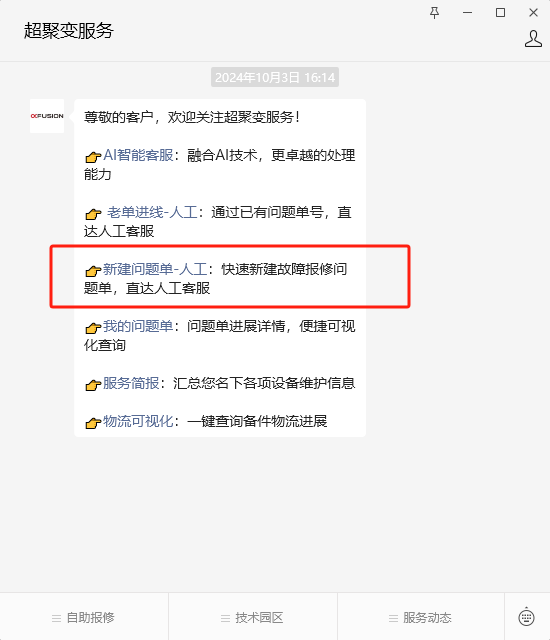 超聚变服务
2024年10月3日 16:14
XFUSION
尊敬的客户，欢迎关注超聚变服务！
👉AI智能客服：融合AI技术，更卓越的处理
能力
👉 老单进线-人工：通过已有问题单号，直
达人工客服
👉新建问题单-人工：快速新建故障报修问
题单，直达人工客服
👉我的问题单：问题单进展详情，便捷可视
化查询
👉服务简报：汇总您名下各项设备维护信息
👉物流可视化：一键查询备件物流进展
自助报修
技术园区
服务动态